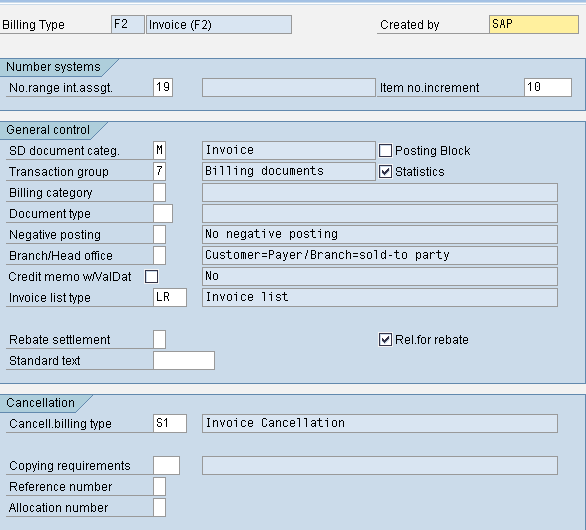 Billing Type F2 Invoice (F2) Created by SAP
Number systems
No.range int.assgt. 19 Item no.increment 10
General control
SD document categ. M Invoice Posting Block
Transaction group 7 Billing documents Statistics
Billing category
Document type
Negative posting No negative posting
Branch/Head office Customer=Payer/Branch=sold-to party
Credit memo w/ValDat No
Invoice list type LR Invoice list
Rebate settlement Rel.for rebate
Standard text
Cancellation
Cancell.billing type S1 Invoice Cancellation
Copying requirements
Reference number
Allocation number